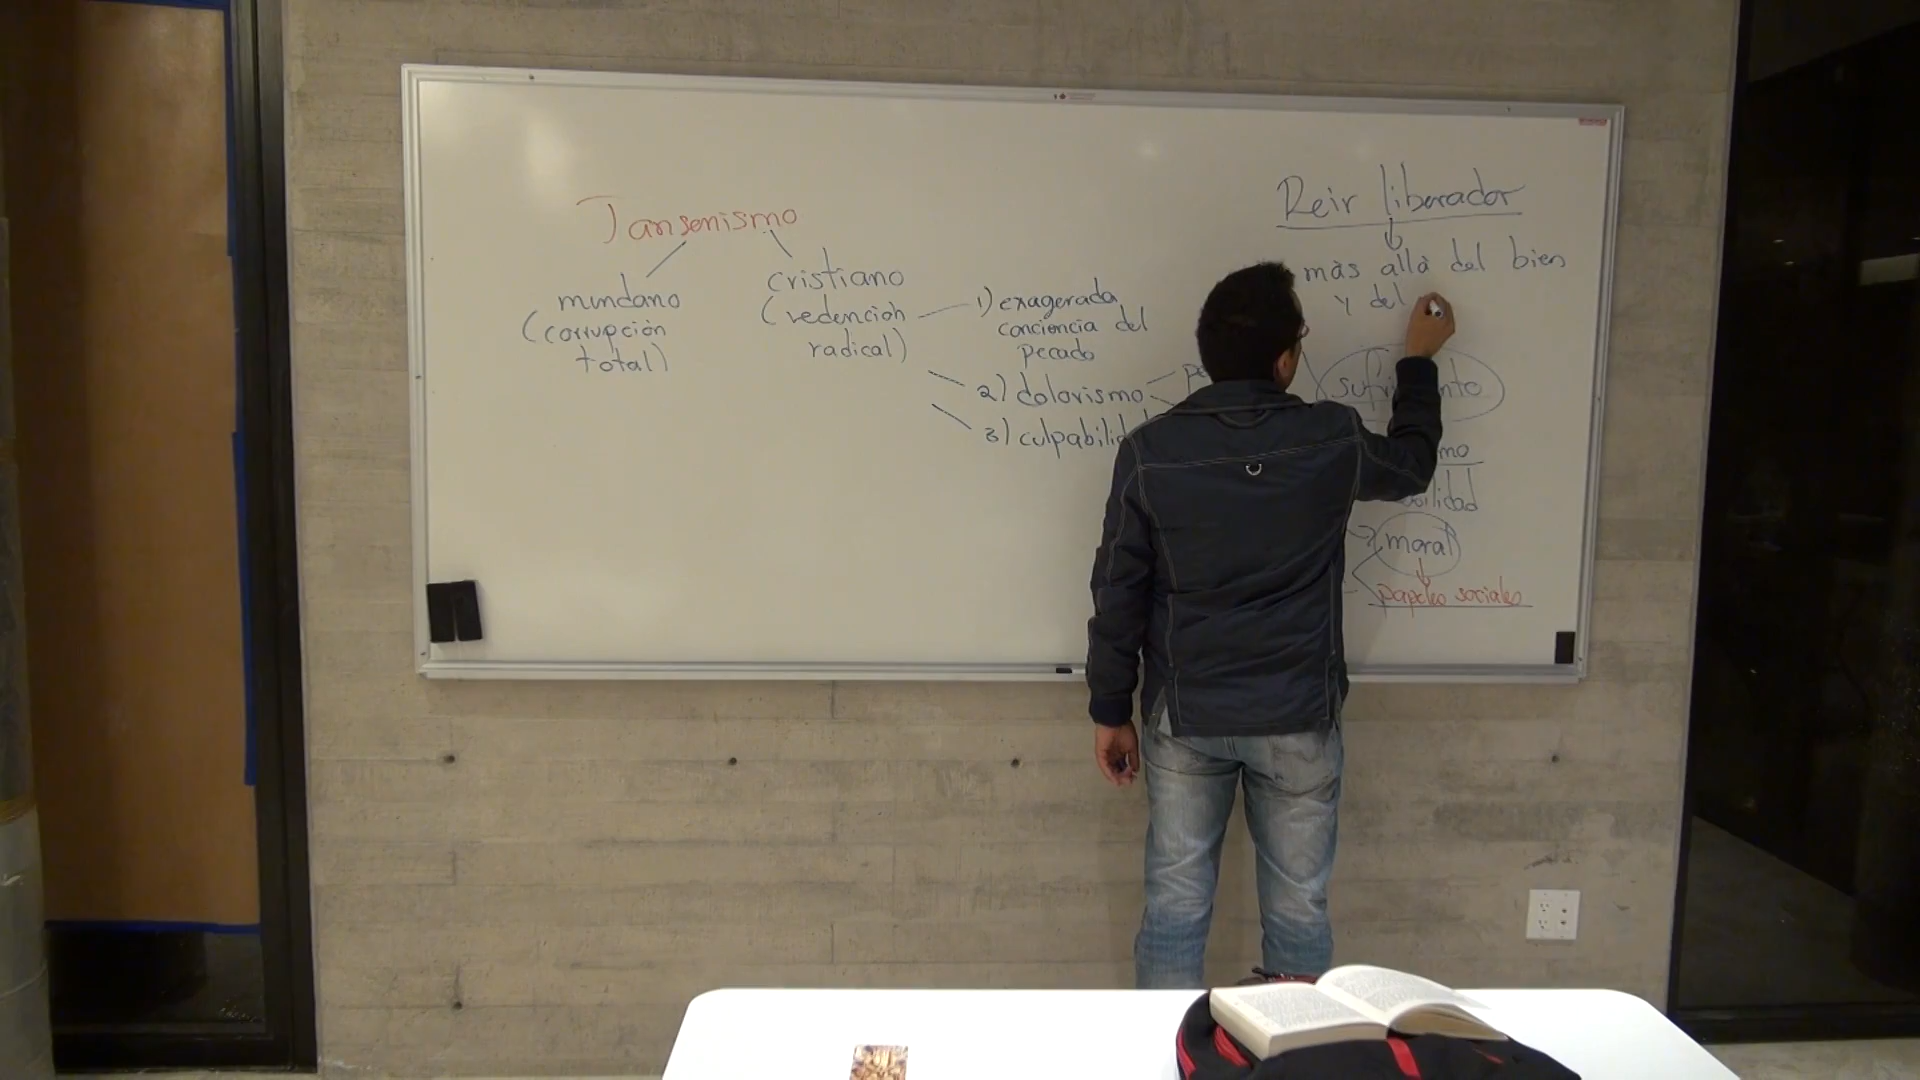 Jansenismo
mundano
(corrupción
total)
cristiano
(redención
radical)
1) exagerada
conciencia del
pecado
2) dolorismo
3)
Reir liberador
más allá del bien
y del
moral
papeles sociales